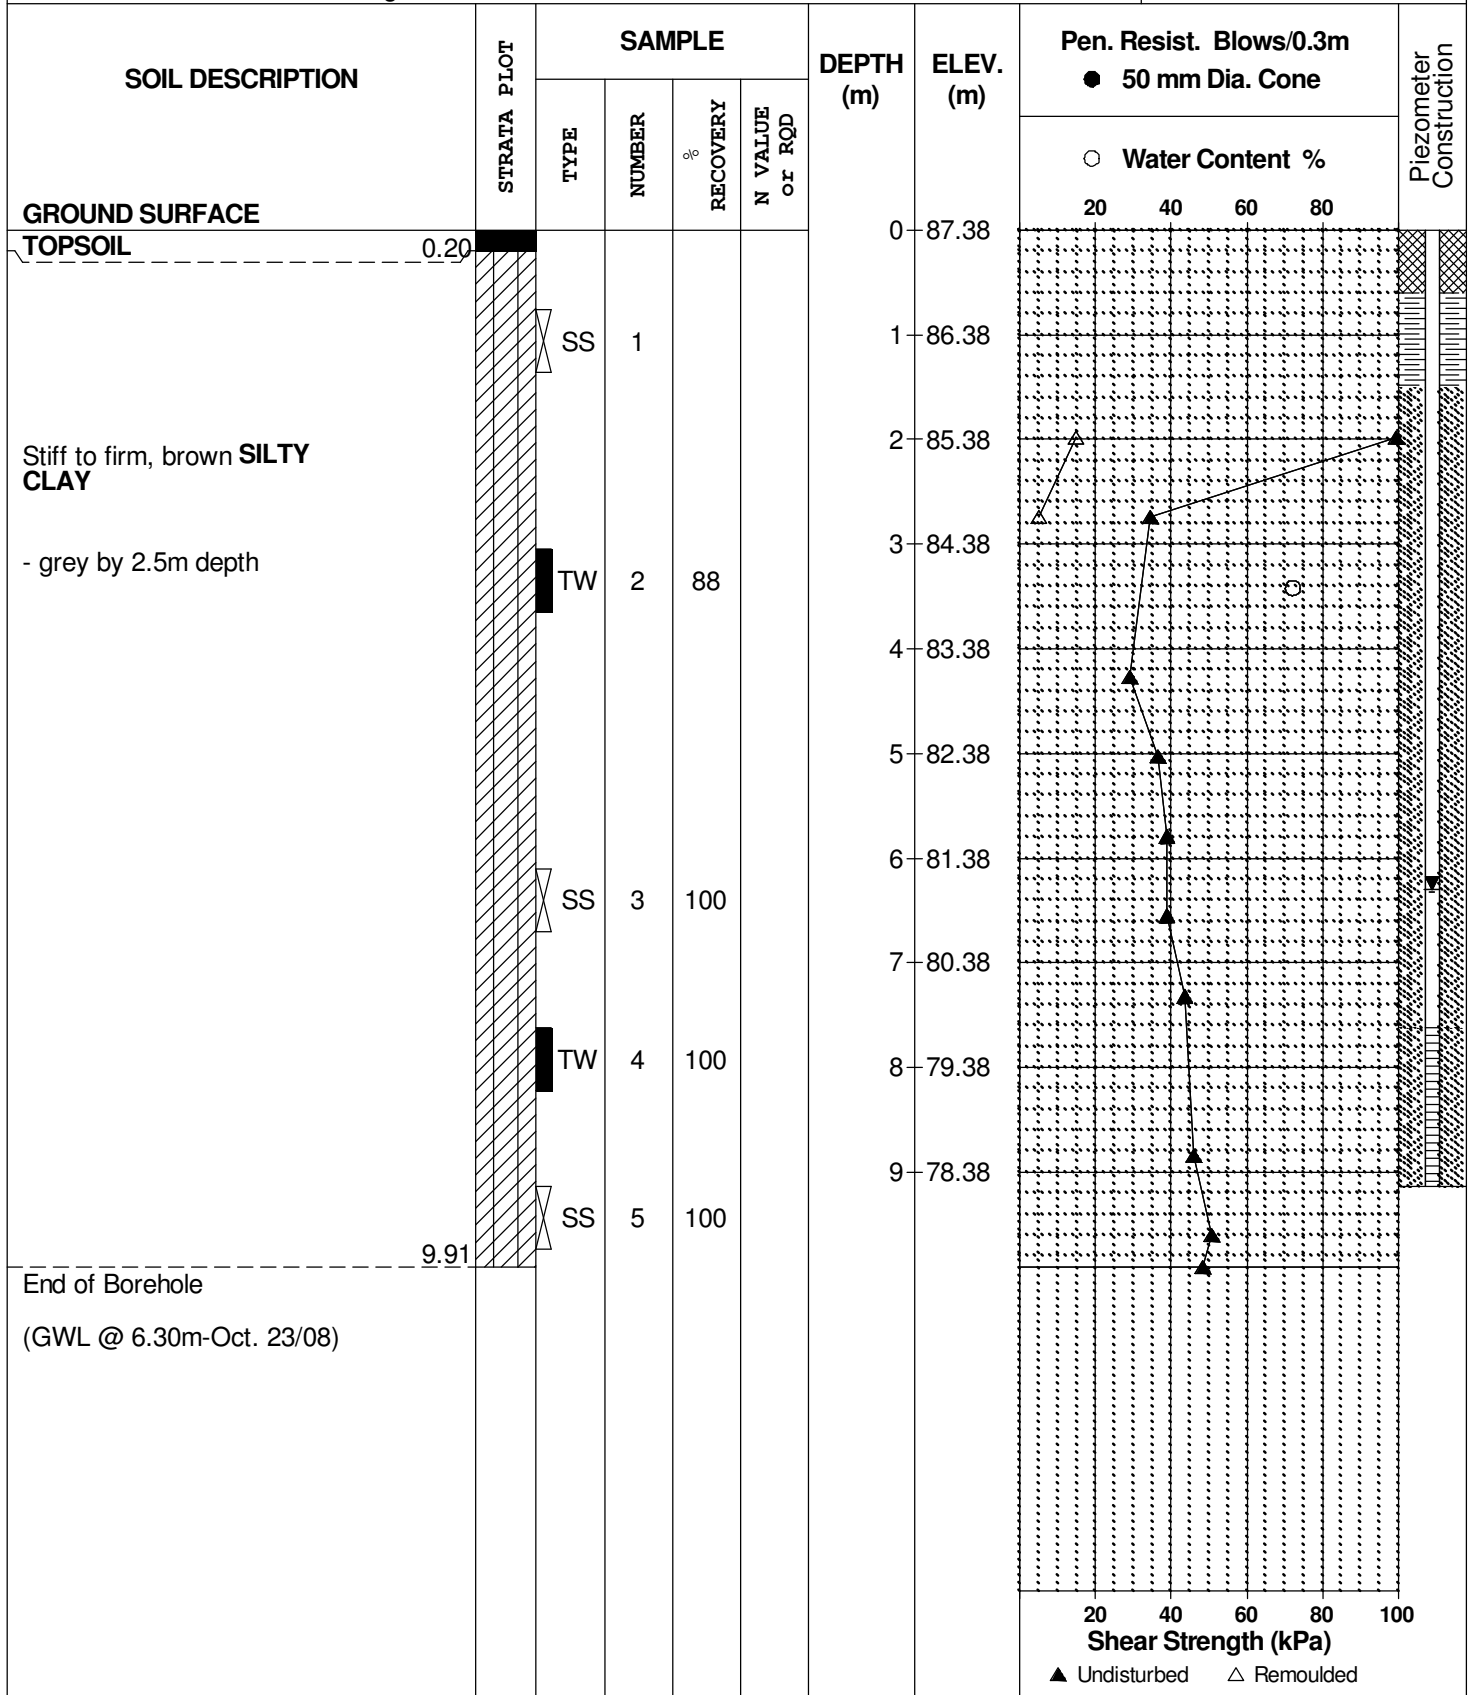 SOIL DESCRIPTION
STRATA PLOT
SAMPLE
TYPE
NUMBER
%
RECOVERY
N VALUE
or RQD
DEPTH
(m)
ELEV.
(m)
Pen. Resist. Blows/0.3m
● 50 mm Dia. Cone
○ Water Content %
Piezometer
Construction
20 40 60 80
GROUND SURFACE
0 87.38
TOPSOIL 0.20
SS 1
1 86.38
2 85.38
Stiff to firm, brown SILTY
CLAY
3 84.38
- grey by 2.5m depth
TW 2 88
4 83.38
5 82.38
6 81.38
SS 3 100
7 80.38
TW 4 100
8 79.38
9 78.38
SS 5 100
9.91
End of Borehole
(GWL @ 6.30m-Oct. 23/08)
20 40 60 80 100
Shear Strength (kPa)
▲ Undisturbed △ Remoulded